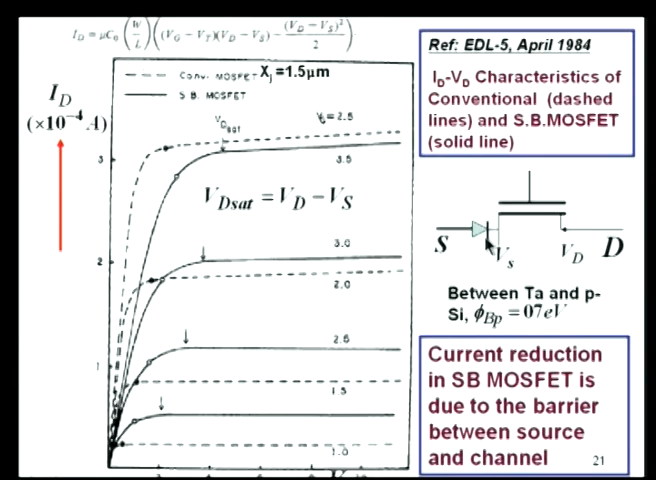 I_D = μC_0 (W/L) ((V_G − V_T)(V_D − V_S) − (V_D − V_S)²/2)
Conv. MOSFET X_j =1.5μm
S.B. MOSFET
I_D
(×10⁻⁴ A)
V_Dsat
V_G=2.5
3
3.5
V_Dsat = V_D − V_S
3.0
2
2.0
2.5
1
1.5
1.0
Ref: EDL-5, April 1984
I_D-V_D Characteristics of
Conventional (dashed
lines) and S.B.MOSFET
(solid line)
S
V_s
V_D
D
Between Ta and p-
Si, ϕ_Bp = 07eV
Current reduction
in SB MOSFET is
due to the barrier
between source
and channel
21